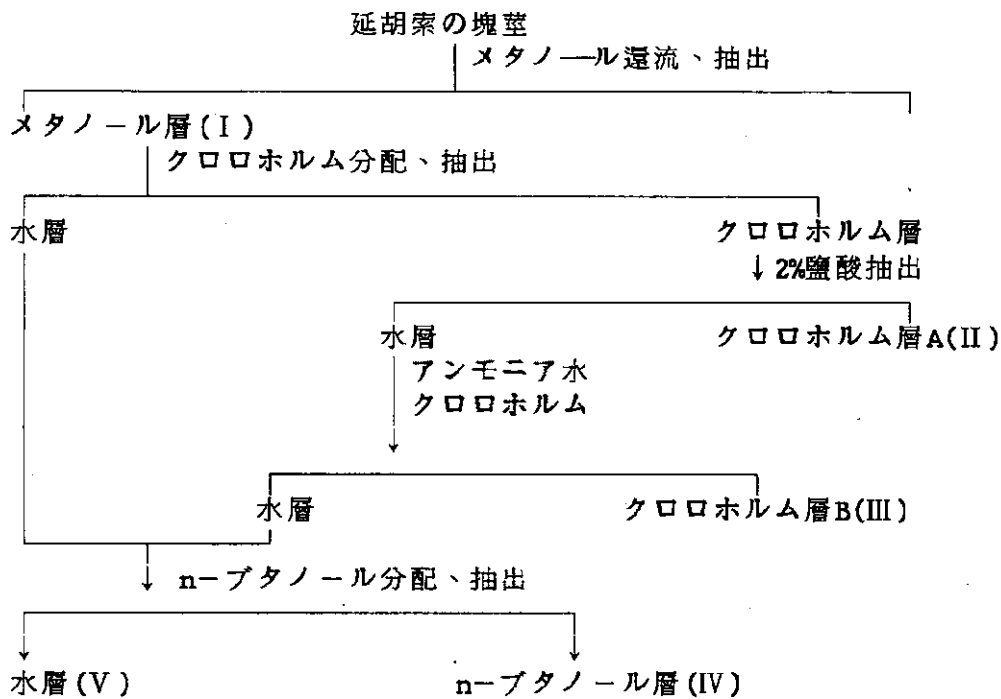 延胡索の塊莖
メタノール還流、抽出
メタノール層(I)
クロロホルム分配、抽出
水層
クロロホルム層
↓2%鹽酸抽出
水層
クロロホルム層A(II)
アンモニア水
クロロホルム
水層
クロロホルム層B(III)
n-ブタノール分配、抽出
水層(V)
n-ブタノール層(IV)